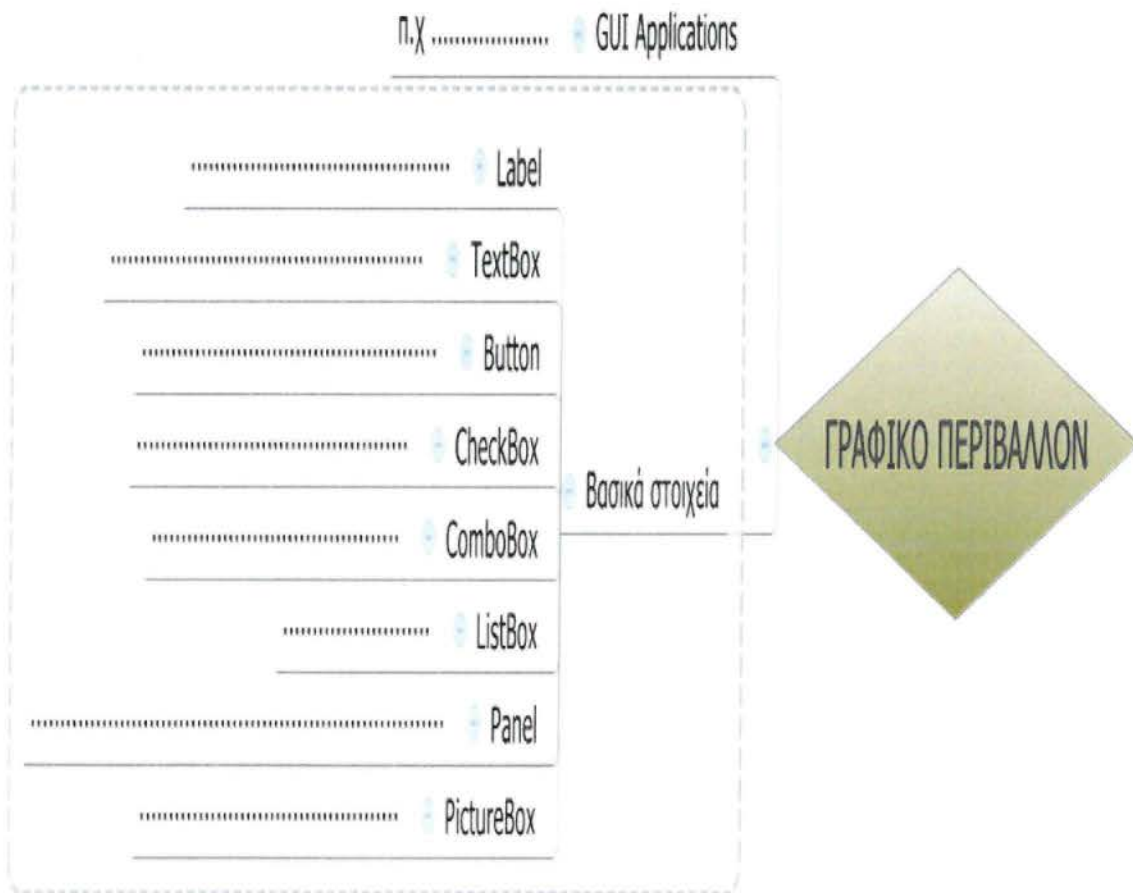 π.χ ................... GUI Applications
............................................ Label
..................................................... TextBox
.................................................. Button
.............................................. CheckBox
.......................................... ComboBox
......................... ListBox
...................................................................... Panel
............................................ PictureBox
Βασικά στοιχεία
ΓΡΑΦΙΚΟ ΠΕΡΙΒΑΛΛΟΝ